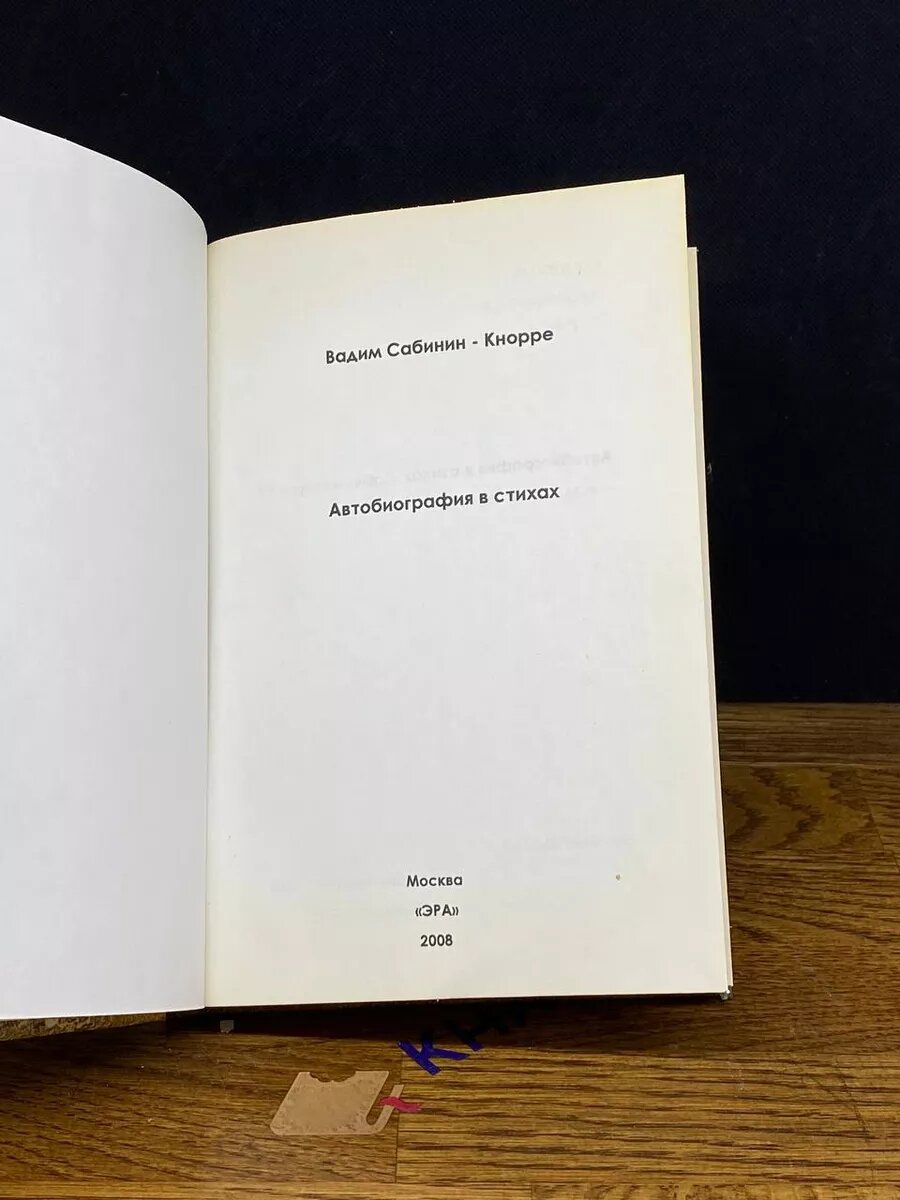 Вадим Сабинин - Кнорре
Автобиография в стихах
Москва
«ЭРА»
2008